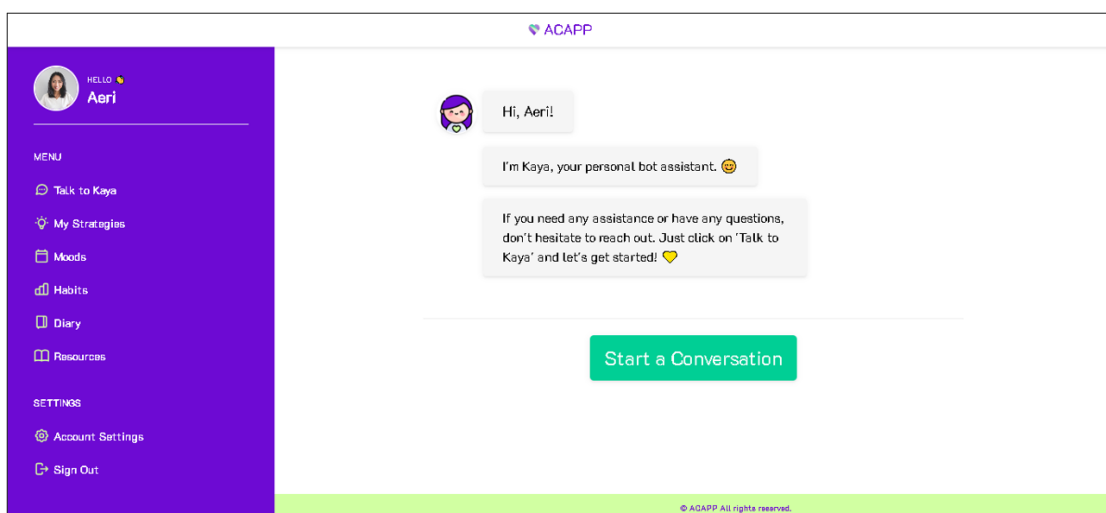 ACAPP
HELLO 👋
Aeri
MENU
Talk to Kaya
My Strategies
Moods
Habits
Diary
Resources
SETTINGS
Account Settings
Sign Out
Hi, Aeri!
I'm Kaya, your personal bot assistant. 😊
If you need any assistance or have any questions,
don't hesitate to reach out. Just click on 'Talk to
Kaya' and let's get started! 💛
Start a Conversation
© ACAPP All rights reserved.